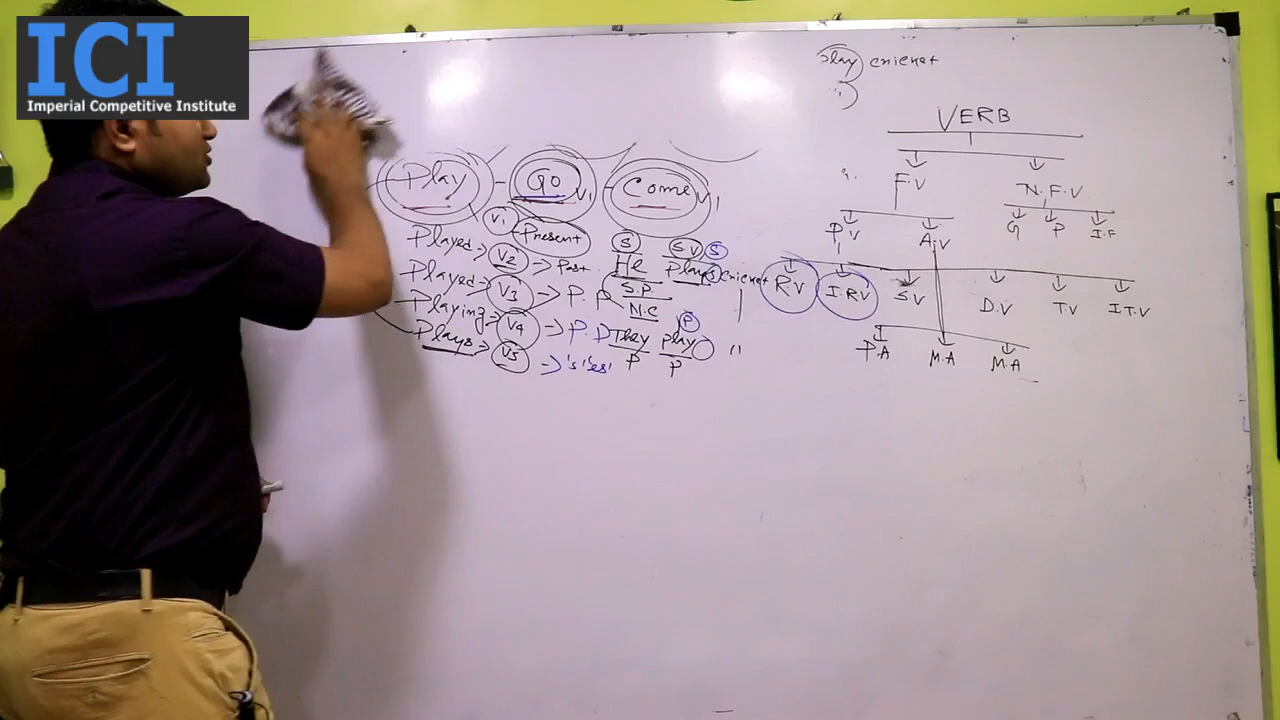 ICI
Imperial Competitive Institute
Play cricket
VERB
F.V N.F.V
P.V A.V G P I.F
R.V I.R.V S.V D.V T.V I.T.V
P.A M.A M.A
Play - Go V1 - Come V1
V1 Present
Played → V2 → Past
Played → V3 → P.P
Playing → V4 → P.P
Plays → V5 → 's' 'es'
S SV S
He Plays cricket
S.P
N.C
P
They Play "
P P